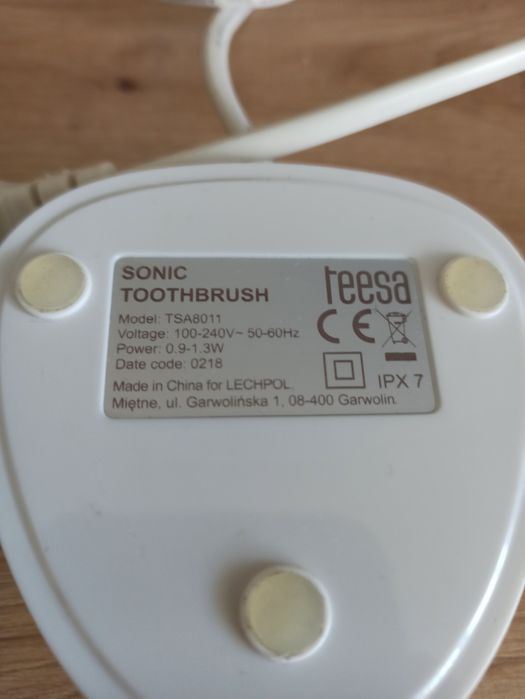 SONIC
TOOTHBRUSH
teesa
Model: TSA8011
Voltage: 100-240V~ 50-60Hz
Power: 0.9-1.3W
Date code: 0218
CE
IPX 7
Made in China for LECHPOL
Miętne, ul. Garwolińska 1, 08-400 Garwolin.